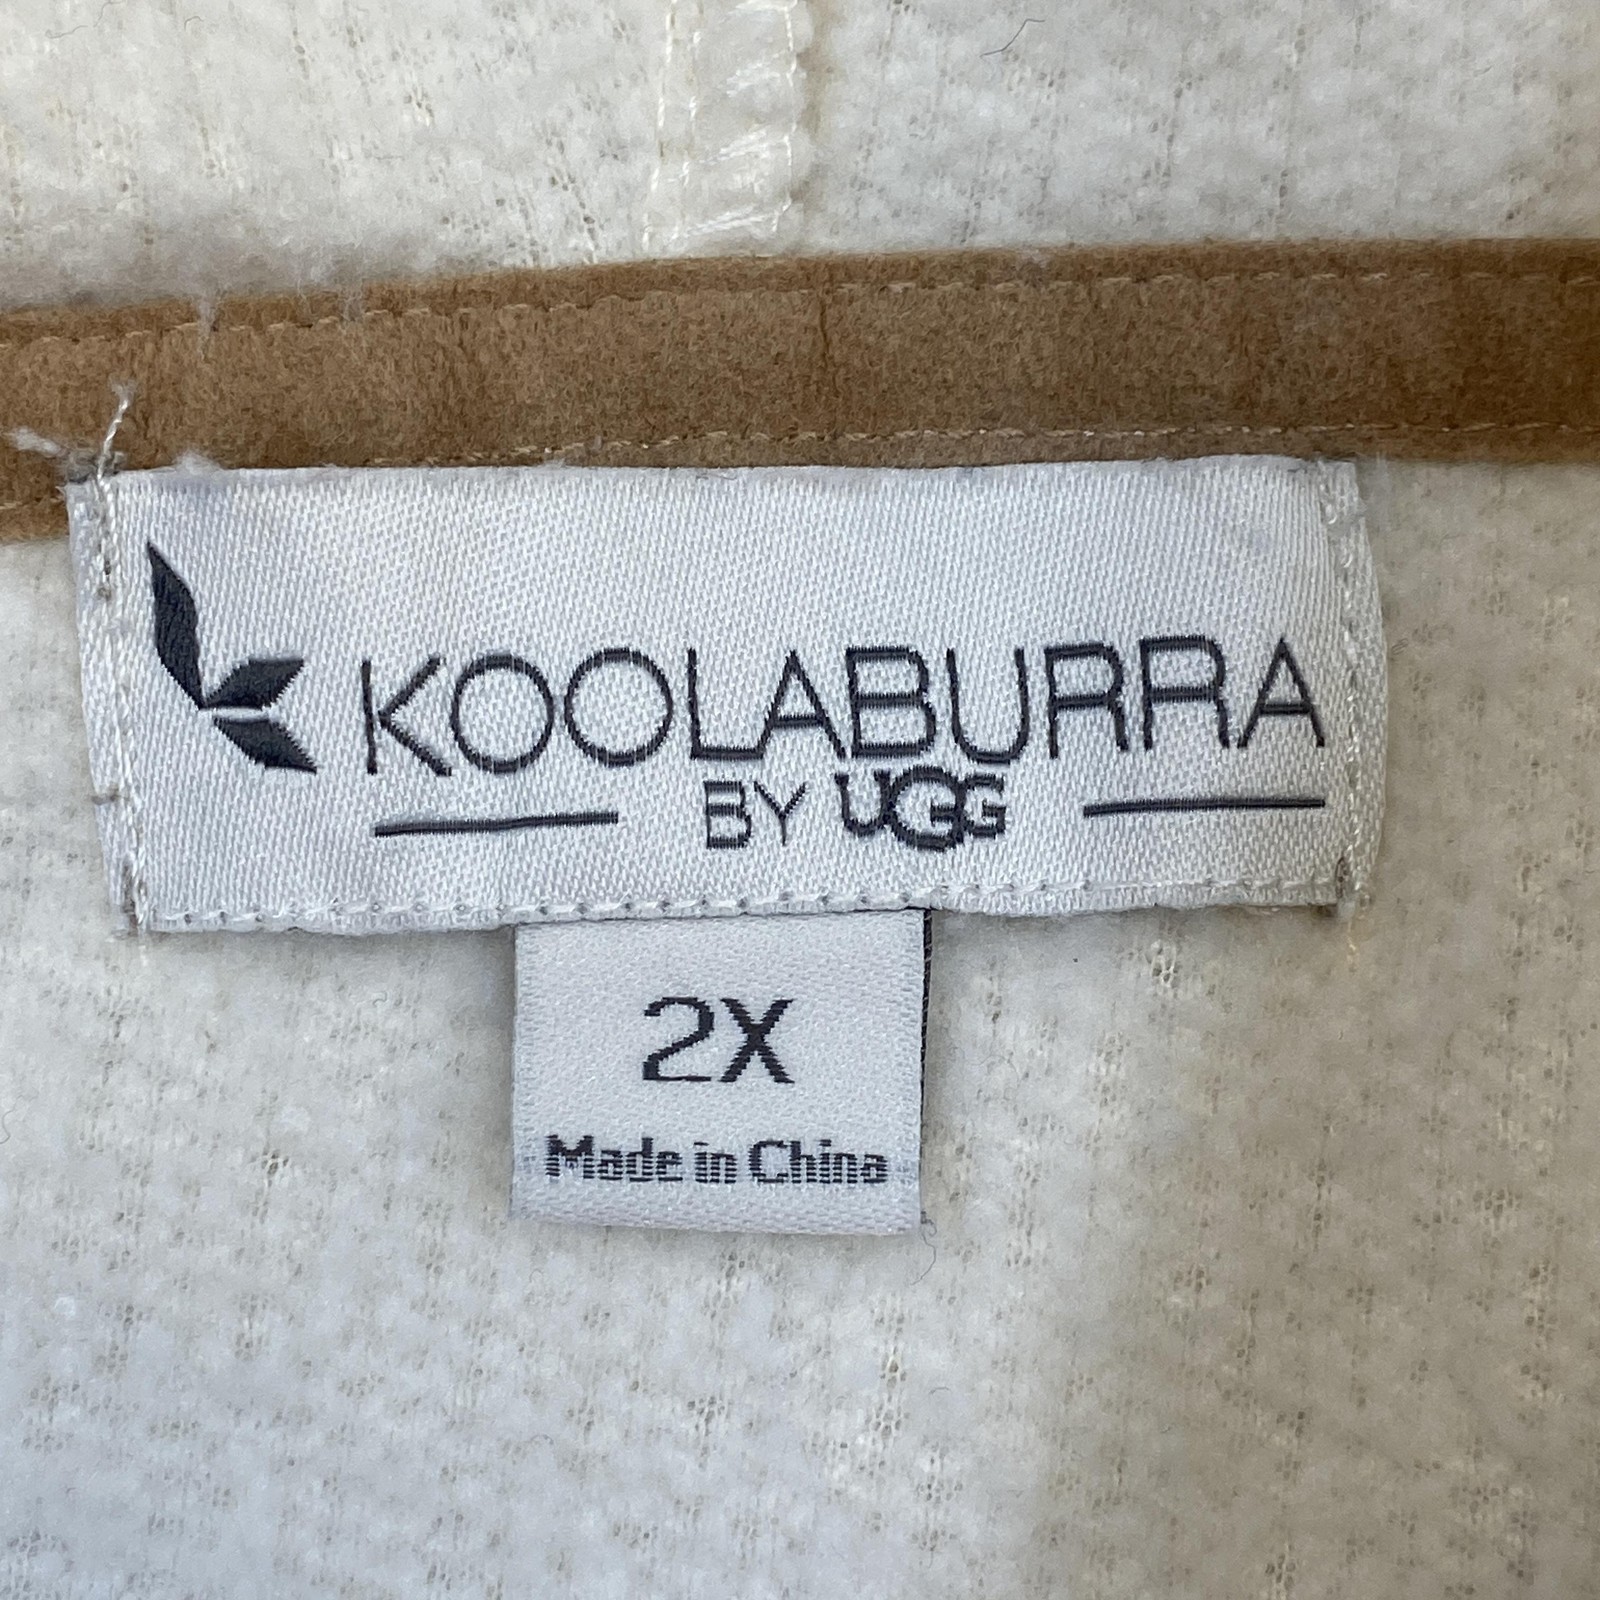 KOOLABURRA
BY UGG
2X
Made in China